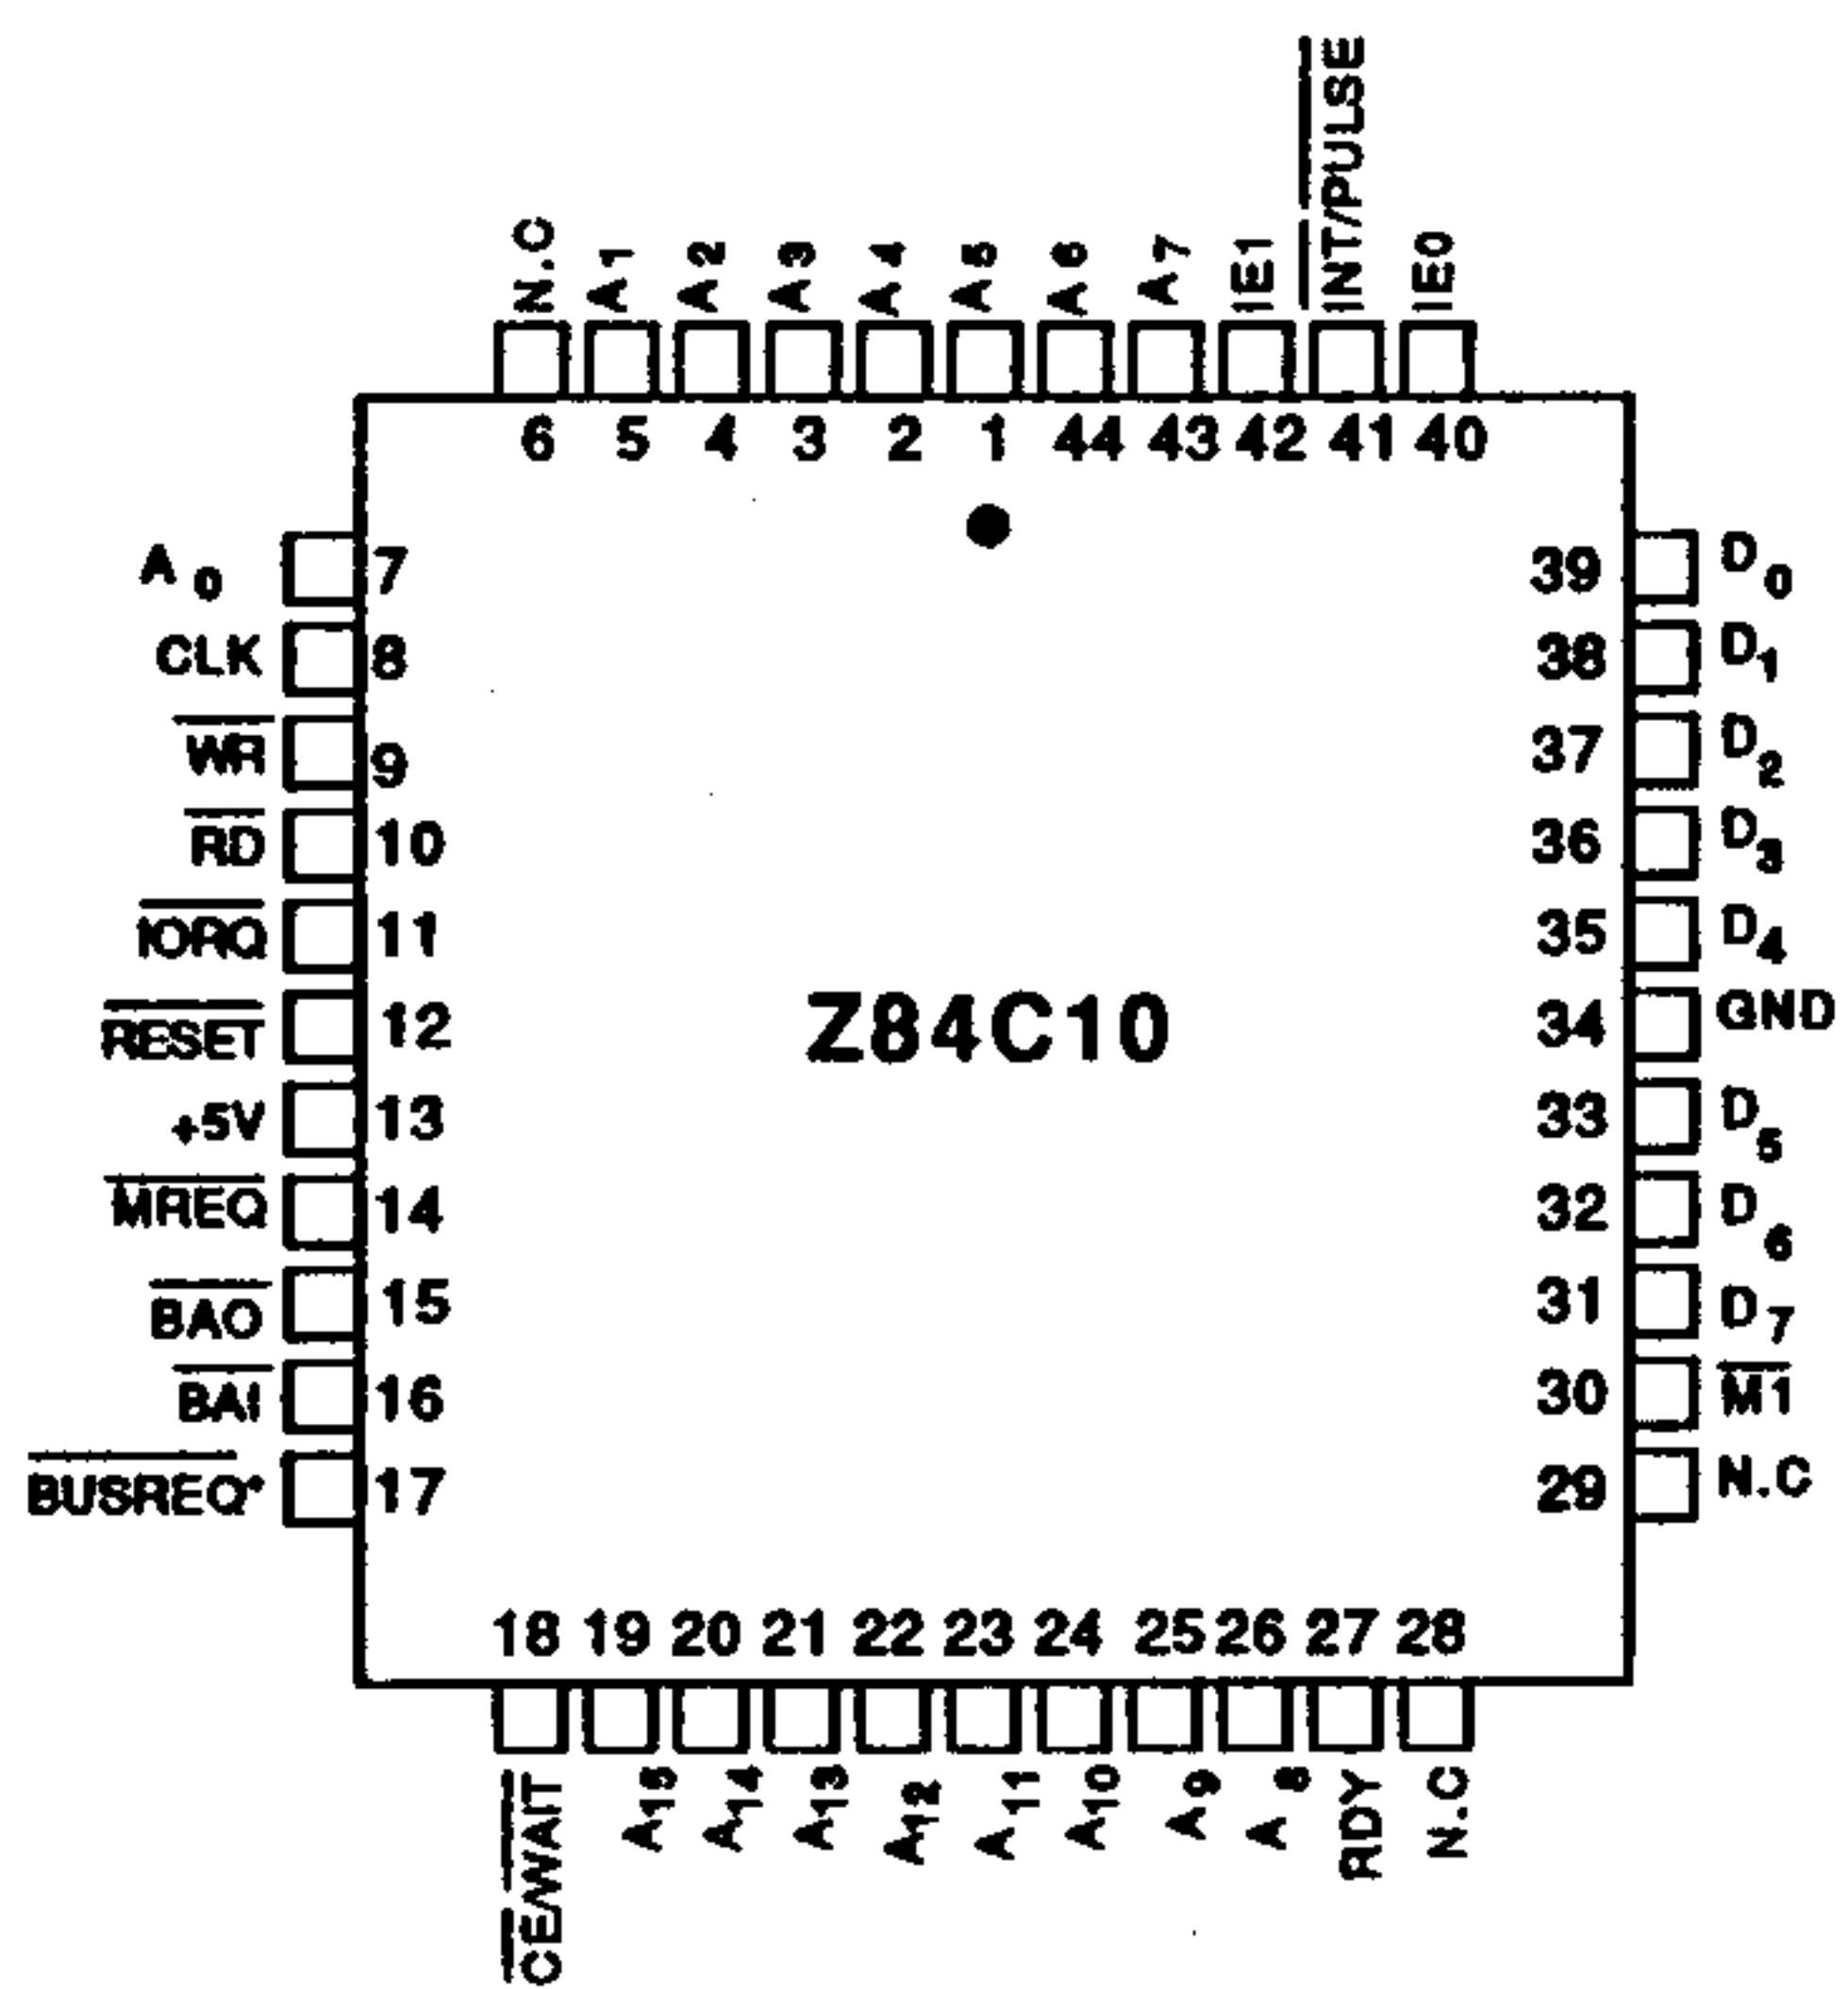 N.C A1 A2 A3 A4 A5 A6 A7 IE1 INT/PULSE IE0
6 5 4 3 2 1 44 43 42 41 40
A0 7 39 D0
CLK 8 38 D1
WR 9 37 D2
RD 10 36 D3
IORQ 11 35 D4
RESET 12 Z84C10 34 GND
+5V 13 33 D5
MREQ 14 32 D6
BAO 15 31 D7
BAI 16 30 M1
BUSREQ* 17 29 N.C
18 19 20 21 22 23 24 25 26 27 28
CE/WAIT A15 A14 A13 A12 A11 A10 A9 A8 RDY N.C